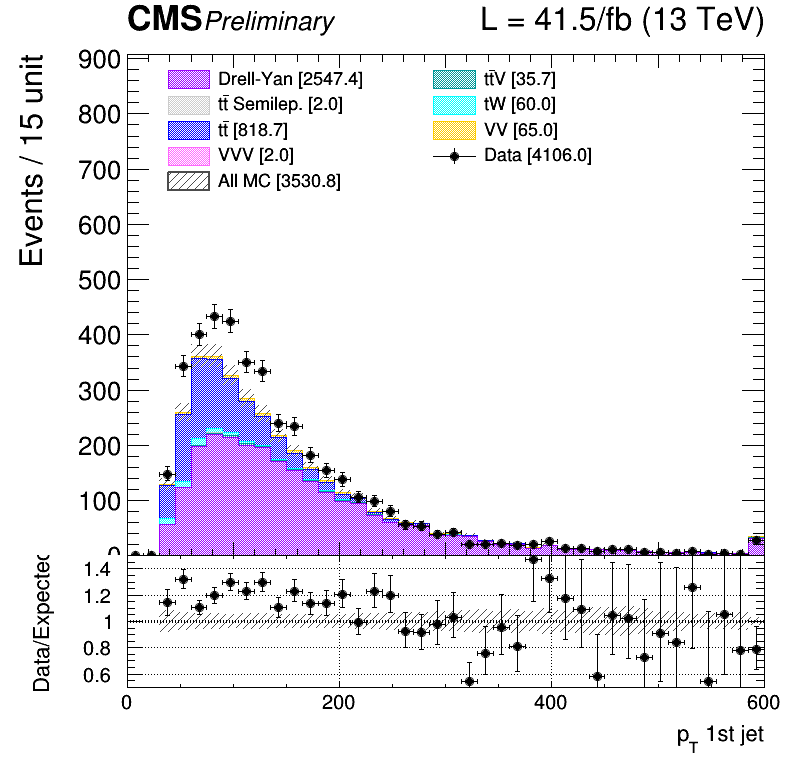 CMS Preliminary L = 41.5/fb (13 TeV)
Events / 15 unit
900
800
700
600
500
400
300
200
100
0
Drell-Yan [2547.4]
tt̄ Semilep. [2.0]
tt̄ [818.7]
VVV [2.0]
All MC [3530.8]
tt̄V [35.7]
tW [60.0]
VV [65.0]
Data [4106.0]
Data/Expected
1.4
1.2
1
0.8
0.6
0 200 400 600
p_T 1st jet